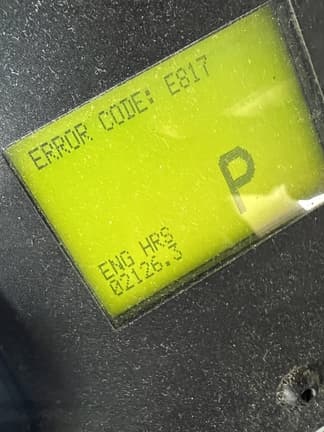 ERROR CODE: E817
P
ENG HRS
02126.3